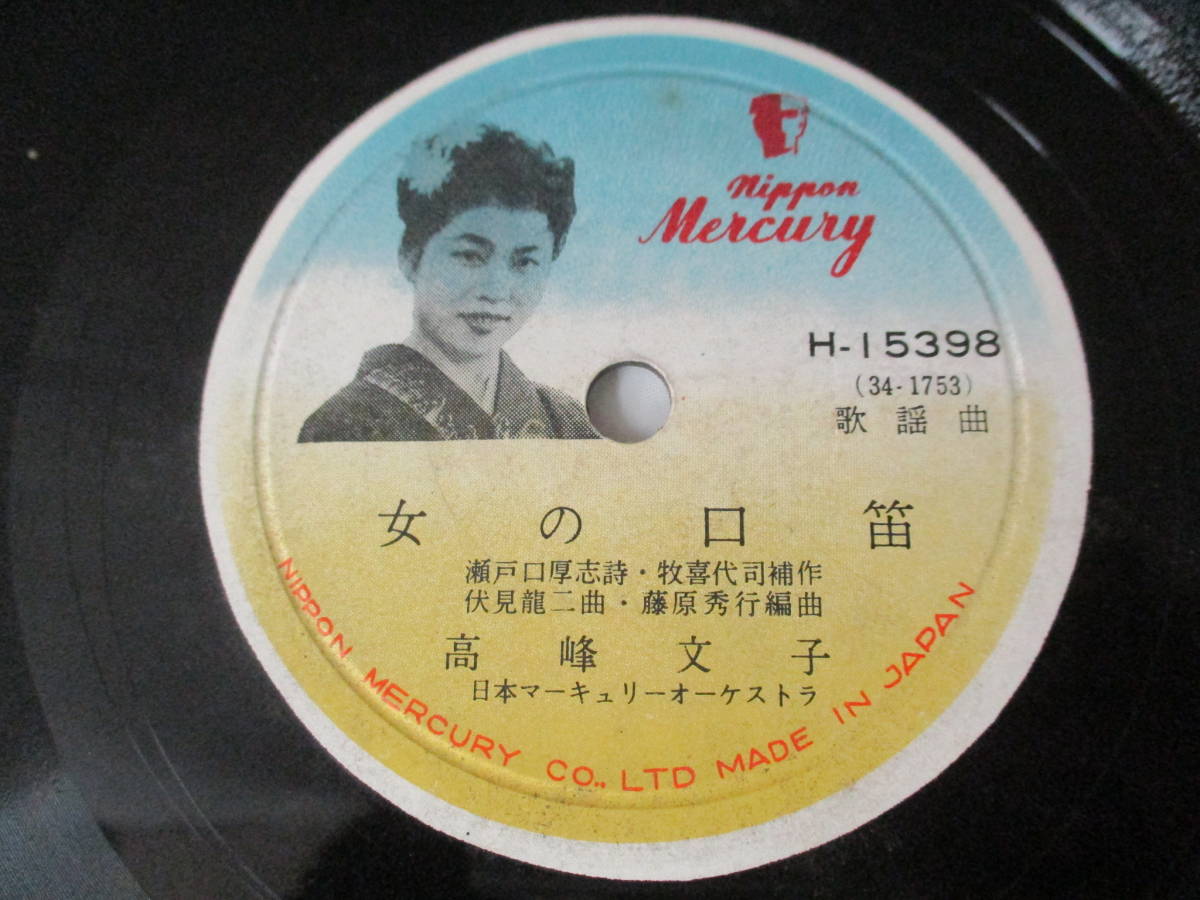 Nippon
Mercury
H-15398
(34-1753)
歌謡曲
女の口笛
瀬戸口厚志詩・牧喜代司補作
伏見龍二曲・藤原秀行編曲
高峰文子
日本マーキュリーオーケストラ
NIPPON MERCURY CO., LTD MADE IN JAPAN